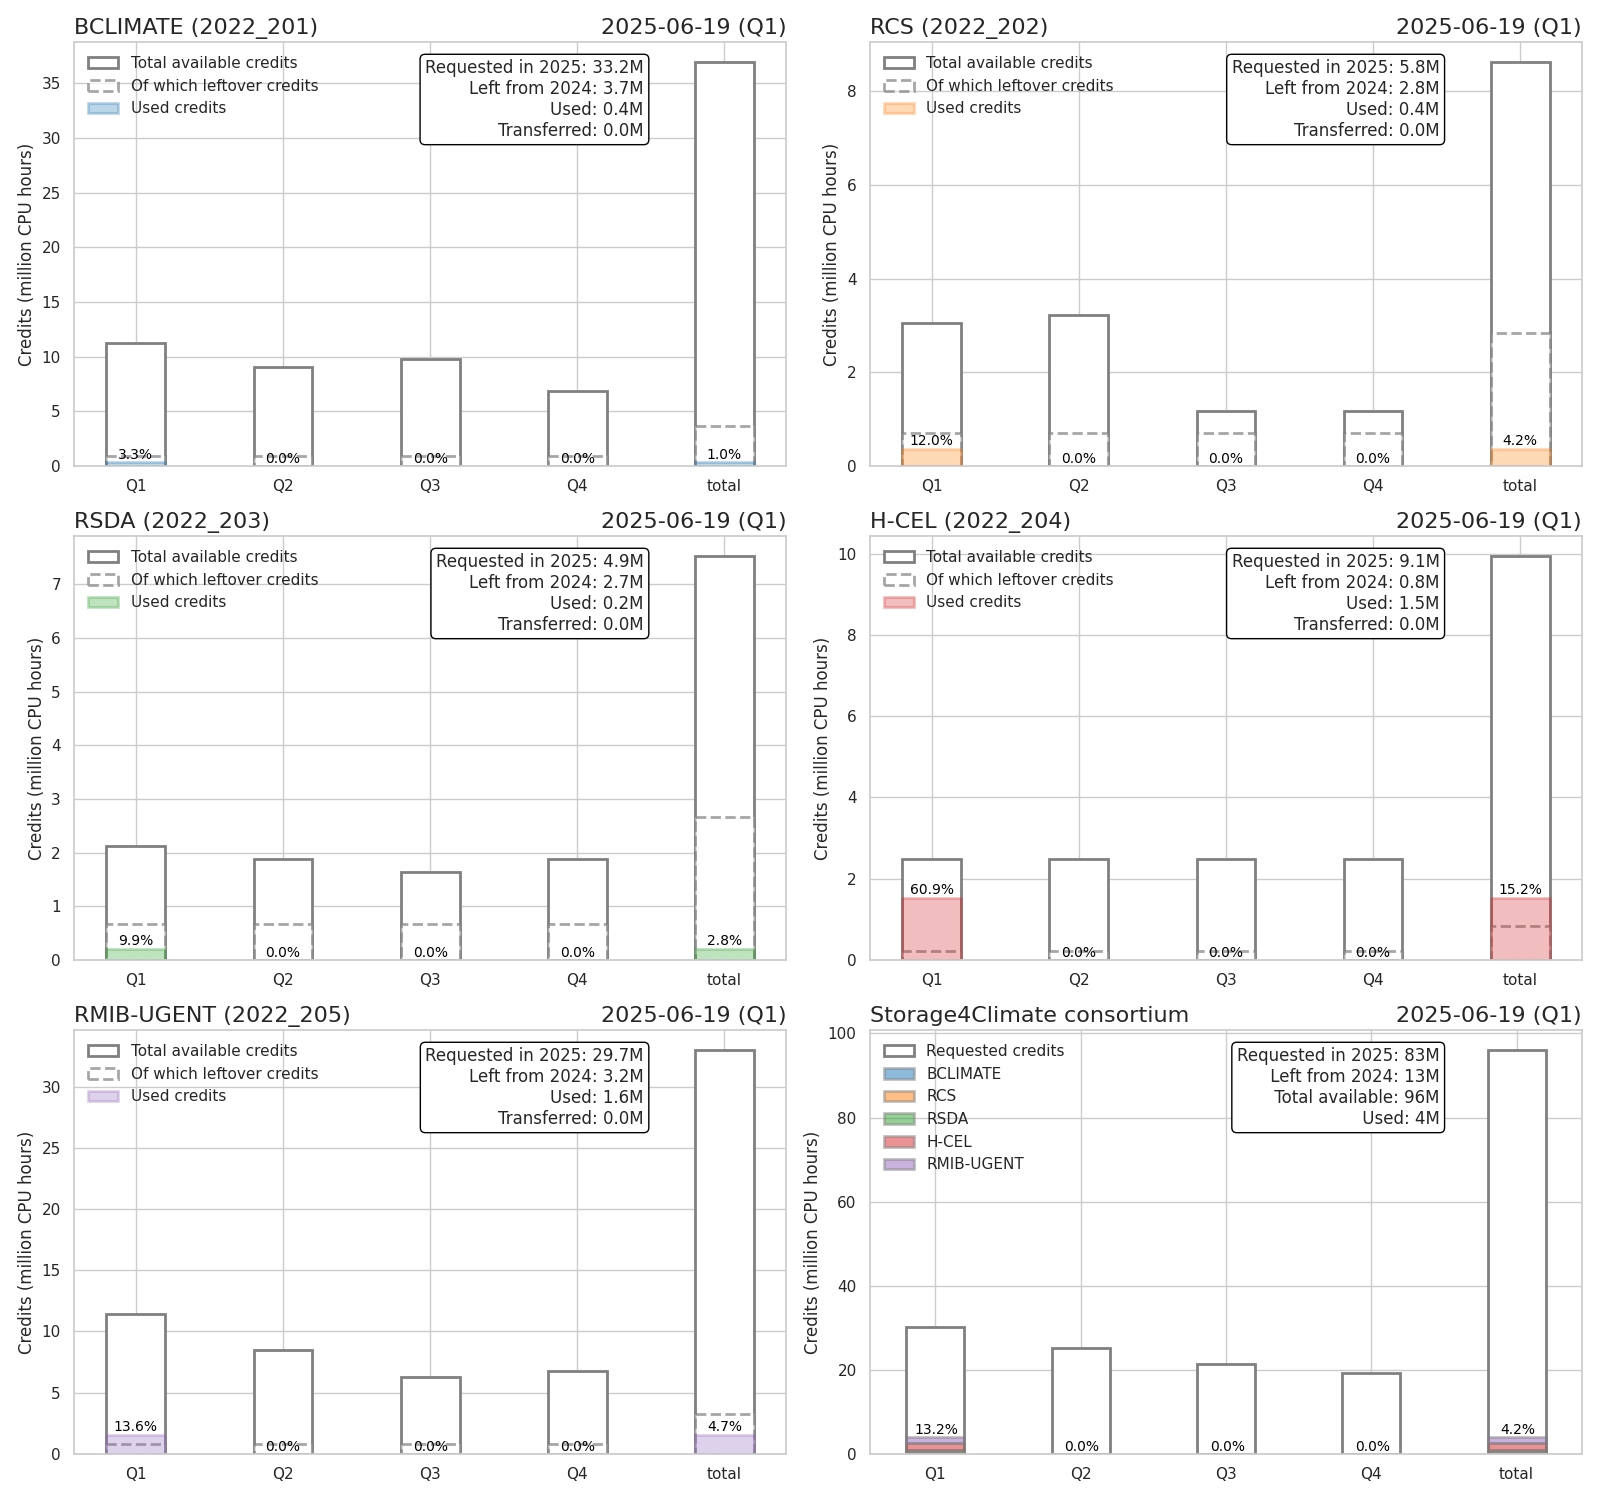 BCLIMATE (2022_201)
2025-06-19 (Q1)
Total available credits
Of which leftover credits
Used credits
Requested in 2025: 33.2M
Left from 2024: 3.7M
Used: 0.4M
Transferred: 0.0M
Credits (million CPU hours)
35
30
25
20
15
10
5
0
3.3%
0.0%
0.0%
0.0%
1.0%
Q1
Q2
Q3
Q4
total
RCS (2022_202)
2025-06-19 (Q1)
Total available credits
Of which leftover credits
Used credits
Requested in 2025: 5.8M
Left from 2024: 2.8M
Used: 0.4M
Transferred: 0.0M
Credits (million CPU hours)
8
6
4
2
0
12.0%
0.0%
0.0%
0.0%
4.2%
Q1
Q2
Q3
Q4
total
RSDA (2022_203)
2025-06-19 (Q1)
Total available credits
Of which leftover credits
Used credits
Requested in 2025: 4.9M
Left from 2024: 2.7M
Used: 0.2M
Transferred: 0.0M
Credits (million CPU hours)
7
6
5
4
3
2
1
0
9.9%
0.0%
0.0%
0.0%
2.8%
Q1
Q2
Q3
Q4
total
H-CEL (2022_204)
2025-06-19 (Q1)
Total available credits
Of which leftover credits
Used credits
Requested in 2025: 9.1M
Left from 2024: 0.8M
Used: 1.5M
Transferred: 0.0M
Credits (million CPU hours)
10
8
6
4
2
0
60.9%
0.0%
0.0%
0.0%
15.2%
Q1
Q2
Q3
Q4
total
RMIB-UGENT (2022_205)
2025-06-19 (Q1)
Total available credits
Of which leftover credits
Used credits
Requested in 2025: 29.7M
Left from 2024: 3.2M
Used: 1.6M
Transferred: 0.0M
Credits (million CPU hours)
30
25
20
15
10
5
0
13.6%
0.0%
0.0%
0.0%
4.7%
Q1
Q2
Q3
Q4
total
Storage4Climate consortium
2025-06-19 (Q1)
Requested credits
BCLIMATE
RCS
RSDA
H-CEL
RMIB-UGENT
Requested in 2025: 83M
Left from 2024: 13M
Total available: 96M
Used: 4M
Credits (million CPU hours)
100
80
60
40
20
0
13.2%
0.0%
0.0%
0.0%
4.2%
Q1
Q2
Q3
Q4
total